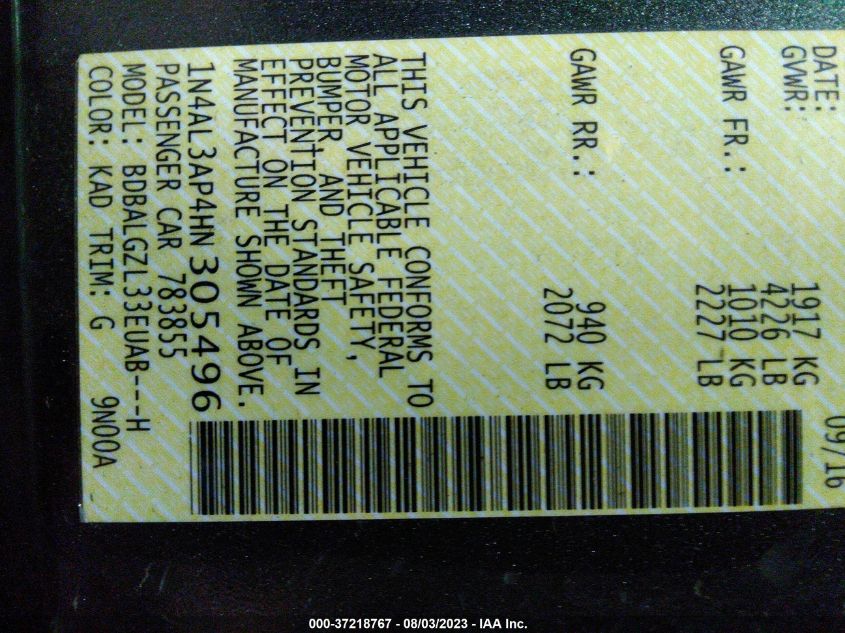 DATE: 09/16
GVWR: 1917 KG
4226 LB
GAWR FR.: 1010 KG
2227 LB
GAWR RR.: 940 KG
2072 LB
THIS VEHICLE CONFORMS TO
ALL APPLICABLE FEDERAL
MOTOR VEHICLE SAFETY,
BUMPER, AND THEFT
PREVENTION STANDARDS IN
EFFECT ON THE DATE OF
MANUFACTURE SHOWN ABOVE.
1N4AL3AP4HN305496
PASSENGER CAR 783855
MODEL: BDBALGZL33EUAB---H
COLOR: KAD TRIM: G 9N00A
000-37218767 - 08/03/2023 - IAA Inc.